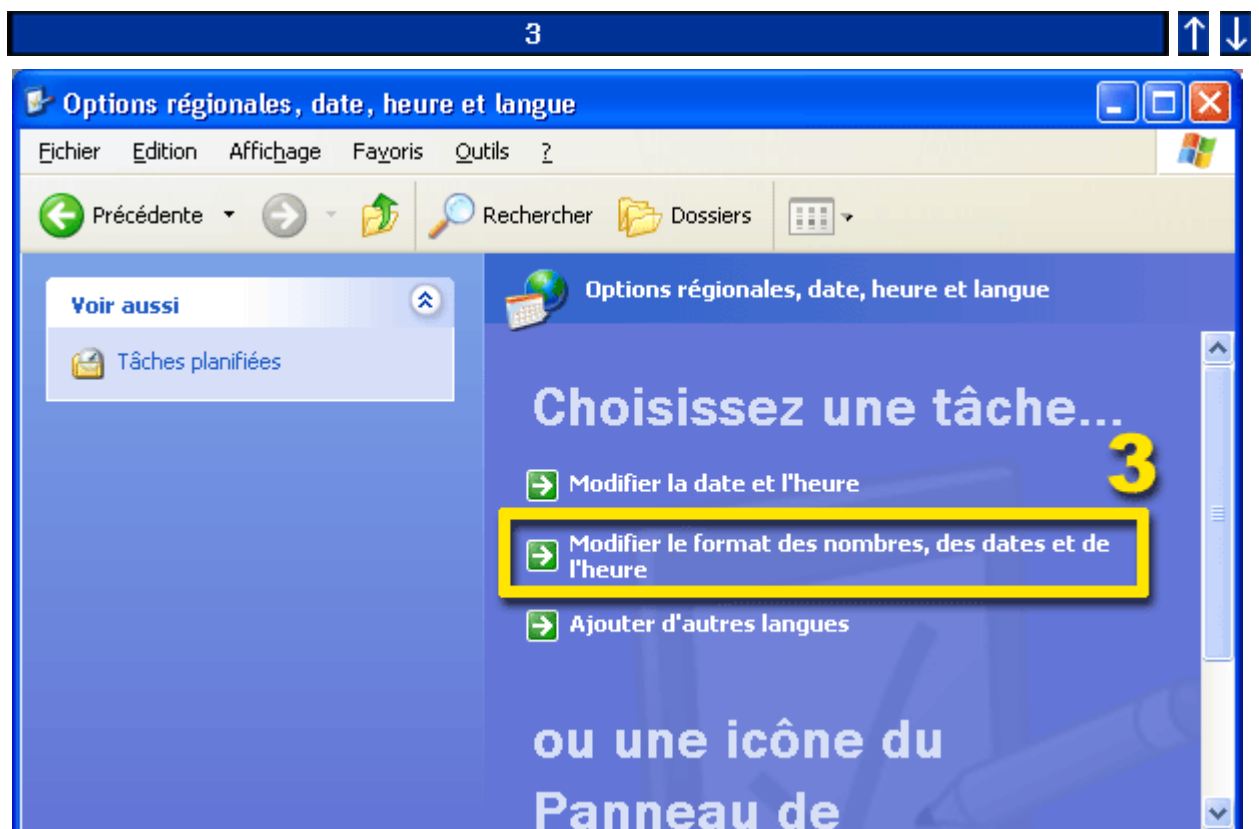 3
Options régionales, date, heure et langue
Fichier Edition Affichage Favoris Outils ?
Précédente Rechercher Dossiers
Voir aussi
Tâches planifiées
Options régionales, date, heure et langue
Choisissez une tâche...
3
Modifier la date et l'heure
Modifier le format des nombres, des dates et de
l'heure
Ajouter d'autres langues
ou une icône du
Panneau de